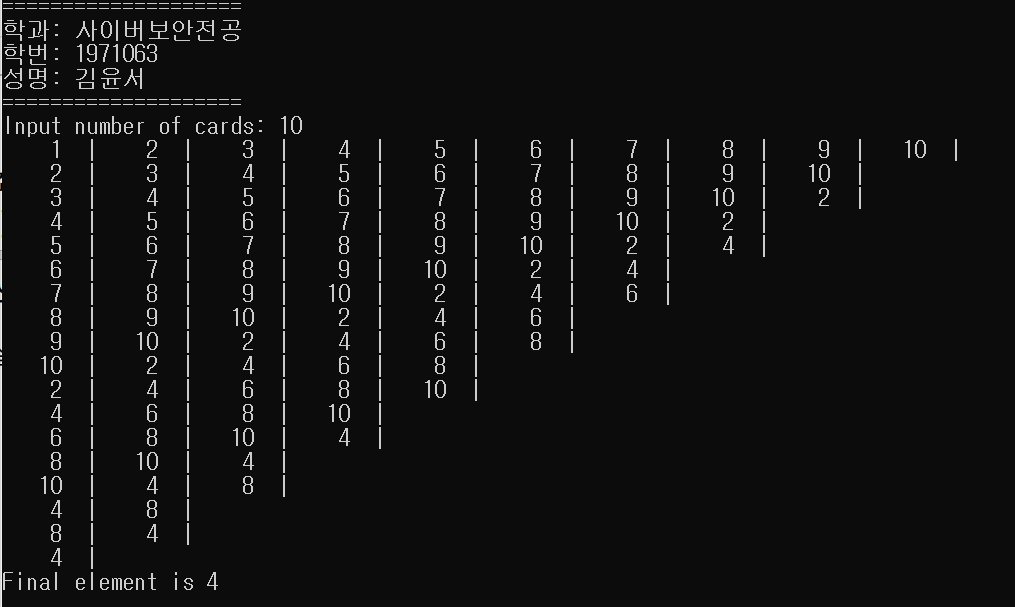 ====================
학과: 사이버보안전공
학번: 1971063
성명: 김윤서
====================
Input number of cards: 10
1 | 2 | 3 | 4 | 5 | 6 | 7 | 8 | 9 | 10 |
2 | 3 | 4 | 5 | 6 | 7 | 8 | 9 | 10 |
3 | 4 | 5 | 6 | 7 | 8 | 9 | 10 | 2 |
4 | 5 | 6 | 7 | 8 | 9 | 10 | 2 |
5 | 6 | 7 | 8 | 9 | 10 | 2 | 4 |
6 | 7 | 8 | 9 | 10 | 2 | 4 |
7 | 8 | 9 | 10 | 2 | 4 | 6 |
8 | 9 | 10 | 2 | 4 | 6 |
9 | 10 | 2 | 4 | 6 | 8 |
10 | 2 | 4 | 6 | 8 |
2 | 4 | 6 | 8 | 10 |
4 | 6 | 8 | 10 |
6 | 8 | 10 | 4 |
8 | 10 | 4 |
10 | 4 | 8 |
4 | 8 |
8 | 4 |
4 |
Final element is 4